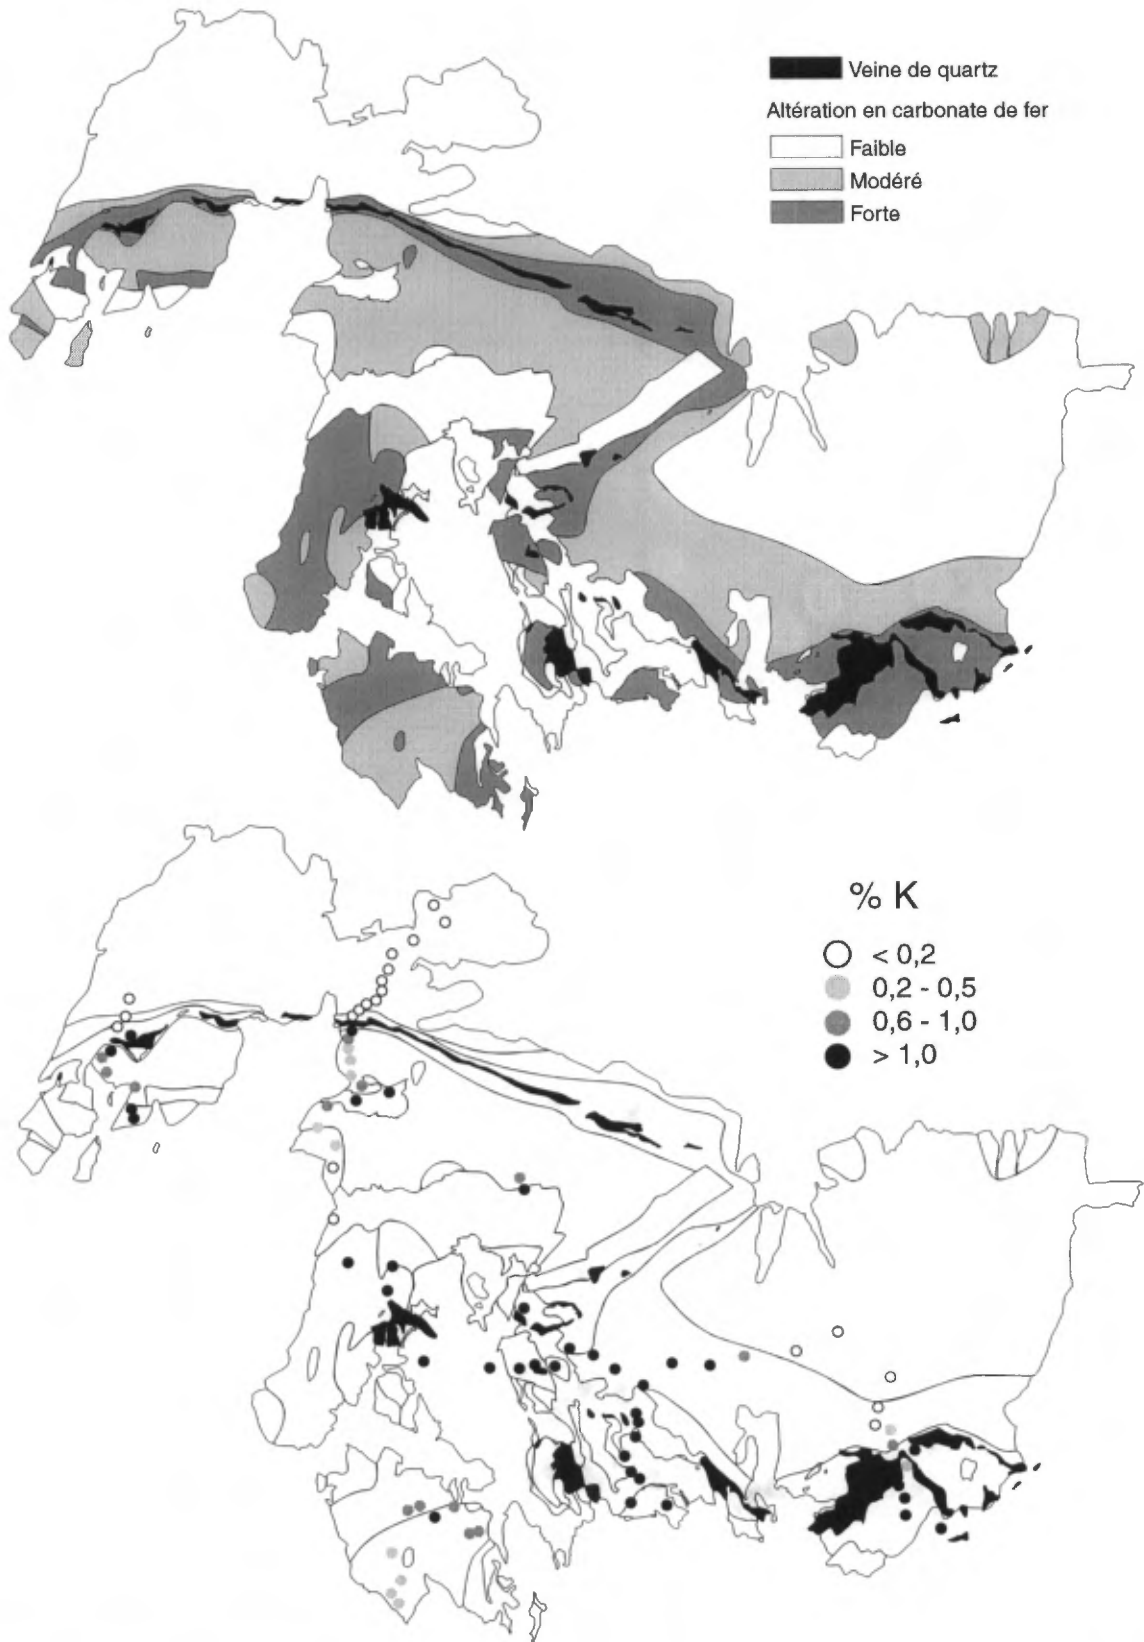 Veine de quartz
Altération en carbonate de fer
Faible
Modéré
Forte
% K
< 0,2
0,2 - 0,5
0,6 - 1,0
> 1,0